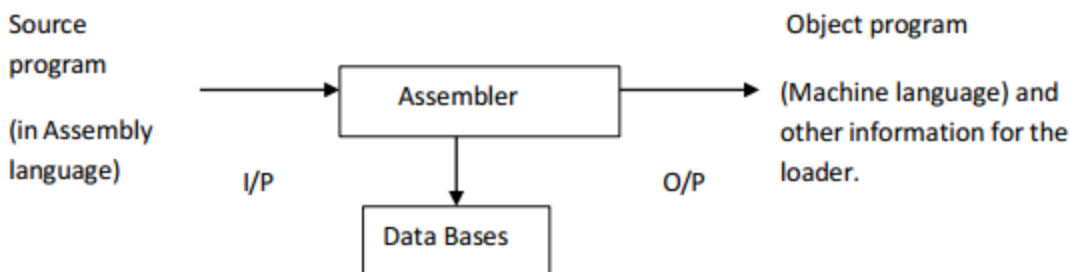 Source
program
(in Assembly
language)
I/P
Assembler
Data Bases
O/P
Object program
(Machine language) and
other information for the
loader.